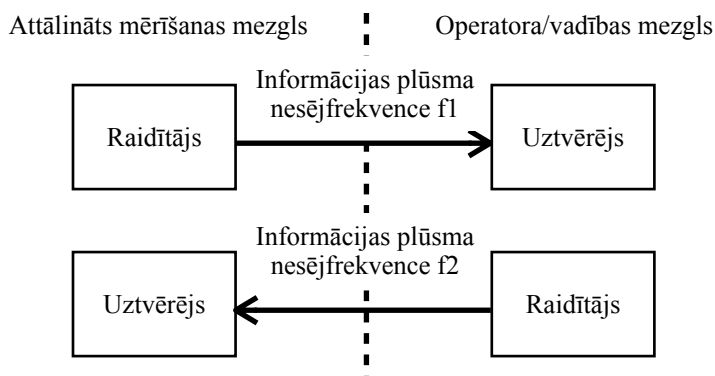 Attālināts mērīšanas mezgls
Operatora/vadības mezgls
Informācijas plūsma
nesējfrekvence f1
Raidītājs
Uztvērējs
Informācijas plūsma
nesējfrekvence f2
Uztvērējs
Raidītājs